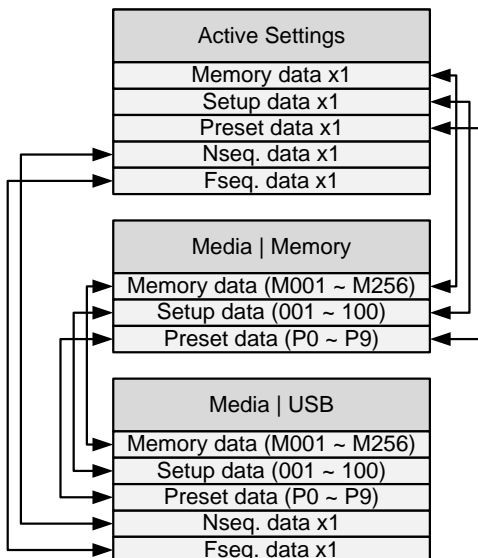 Active Settings
Memory data x1
Setup data x1
Preset data x1
Nseq. data x1
Fseq. data x1
Media | Memory
Memory data (M001 ~ M256)
Setup data (001 ~ 100)
Preset data (P0 ~ P9)
Media | USB
Memory data (M001 ~ M256)
Setup data (001 ~ 100)
Preset data (P0 ~ P9)
Nseq. data x1
Fseq. data x1